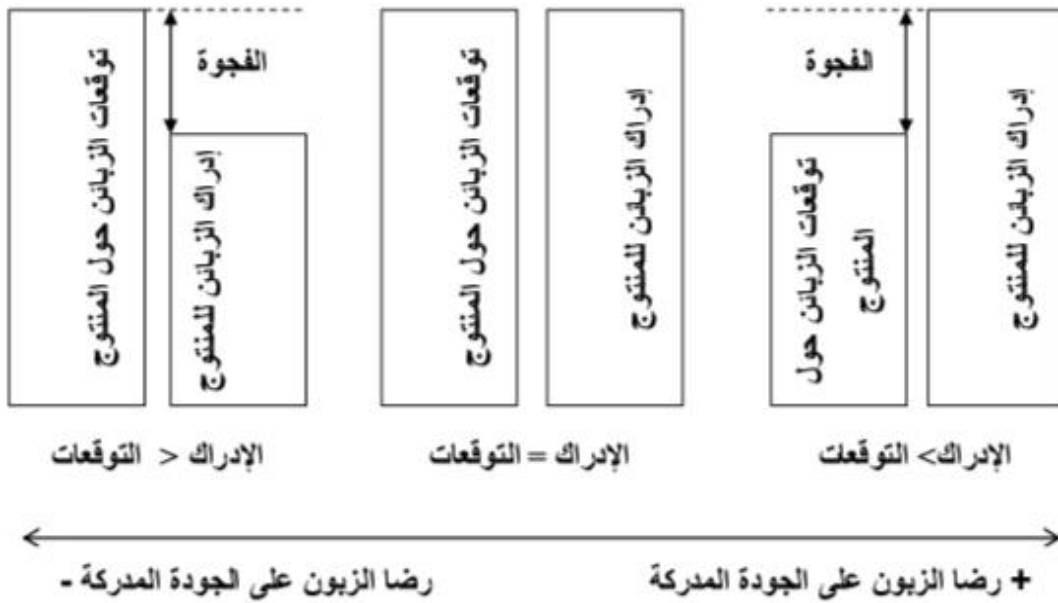 الفجوة
إدراك الزبائن للمنتوج
توقعات الزبائن حول
المنتوج
الإدراك> التوقعات
إدراك الزبائن للمنتوج
توقعات الزبائن حول المنتوج
الإدراك = التوقعات
الفجوة
إدراك الزبائن للمنتوج
توقعات الزبائن حول المنتوج
الإدراك < التوقعات
+ رضا الزبون على الجودة المدركة
رضا الزبون على الجودة المدركة -